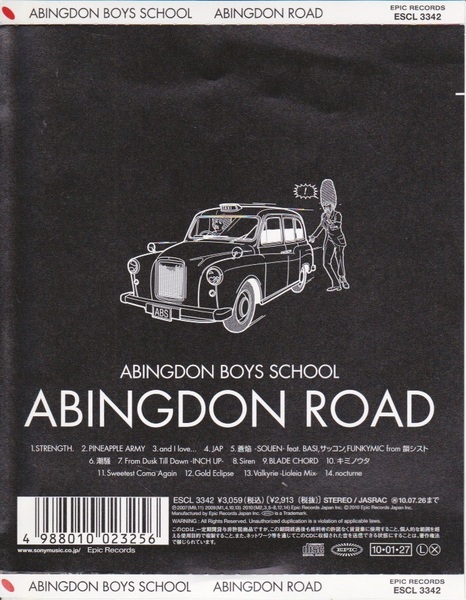 ABINGDON BOYS SCHOOL ABINGDON ROAD EPIC RECORDS ESCL 3342
TAXI
!
ABS
ABINGDON BOYS SCHOOL
ABINGDON ROAD
1.STRENGTH. 2.PINEAPPLE ARMY 3.and I love... 4.JAP 5.蒼焔 -SOUEN- feat. BASI,サッコン,FUNKYMIC from 韻シスト
6.潮騒 7.From Dusk Till Dawn -INCH UP- 8.Siren 9.BLADE CHORD 10.キミノウタ
11.Sweetest Coma Again 12.Gold Eclipse 13.Valkyrie -Lioleia Mix- 14.nocturne
ESCL 3342 ¥3,059(税込) (¥2,913 (税抜)) STEREO / JASRAC 10.07.26まで
Manufactured by Epic Records Japan Inc. is a trademark.
WARNING : All Rights Reserved. Unauthorized duplication is a violation of applicable laws.
4 988010 023256
www.sonymusic.co.jp/ Epic Records
EPIC 10・01・27 L X
ABINGDON BOYS SCHOOL ABINGDON ROAD EPIC RECORDS ESCL 3342